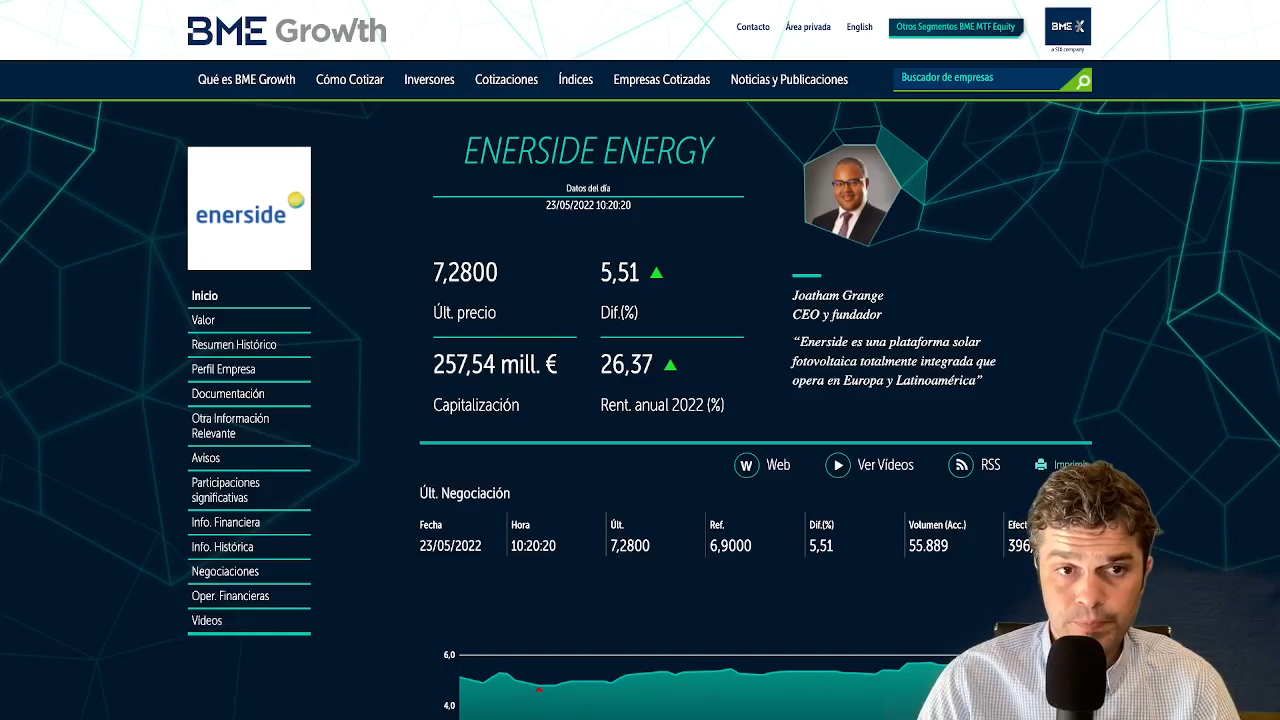 BME Growth
Contacto
Área privada
English
Otros Segmentos BME MTF Equity
BME X
a SIX company
Qué es BME Growth
Cómo Cotizar
Inversores
Cotizaciones
Índices
Empresas Cotizadas
Noticias y Publicaciones
Buscador de empresas
enerside
ENERSIDE ENERGY
Datos del día
23/05/2022 10:20:20
7,2800
5,51
Últ. precio
Dif.(%)
257,54 mill. €
26,37
Capitalización
Rent. anual 2022 (%)
Joatham Grange
CEO y fundador
“Enerside es una plataforma solar
fotovoltaica totalmente integrada que
opera en Europa y Latinoamérica”
Inicio
Valor
Resumen Histórico
Perfil Empresa
Documentación
Otra Información
Relevante
Avisos
Participaciones
significativas
Info. Financiera
Info. Histórica
Negociaciones
Oper. Financieras
Vídeos
W Web
Ver Vídeos
RSS
Imprimir
Últ. Negociación
Fecha Hora Últ. Ref. Dif.(%) Volumen (Acc.)
23/05/2022 10:20:20 7,2800 6,9000 5,51 55.889
6,0
4,0